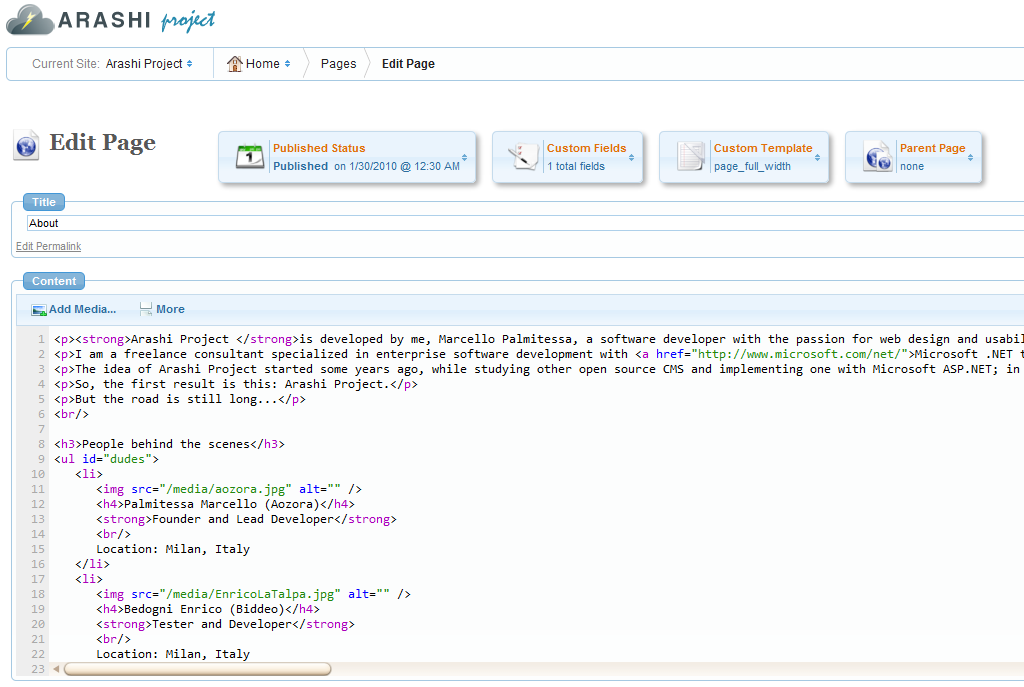 ARASHI project
Current Site: Arashi Project Home Pages Edit Page
Edit Page
Published Status
Published on 1/30/2010 @ 12:30 AM
Custom Fields
1 total fields
Custom Template
page_full_width
Parent Page
none
1
Title
About
Edit Permalink
Content
Add Media... More
1 <p><strong>Arashi Project </strong>is developed by me, Marcello Palmitessa, a software developer with the passion for web design and usabil
2 <p>I am a freelance consultant specialized in enterprise software development with <a href="http://www.microsoft.com/net/">Microsoft .NET t
3 <p>The idea of Arashi Project started some years ago, while studying other open source CMS and implementing one with Microsoft ASP.NET; in
4 <p>So, the first result is this: Arashi Project.</p>
5 <p>But the road is still long...</p>
6 <br/>
7
8 <h3>People behind the scenes</h3>
9 <ul id="dudes">
10 <li>
11 <img src="/media/aozora.jpg" alt="" />
12 <h4>Palmitessa Marcello (Aozora)</h4>
13 <strong>Founder and Lead Developer</strong>
14 <br/>
15 Location: Milan, Italy
16 </li>
17 <li>
18 <img src="/media/EnricoLaTalpa.jpg" alt="" />
19 <h4>Bedogni Enrico (Biddeo)</h4>
20 <strong>Tester and Developer</strong>
21 <br/>
22 Location: Milan, Italy
23